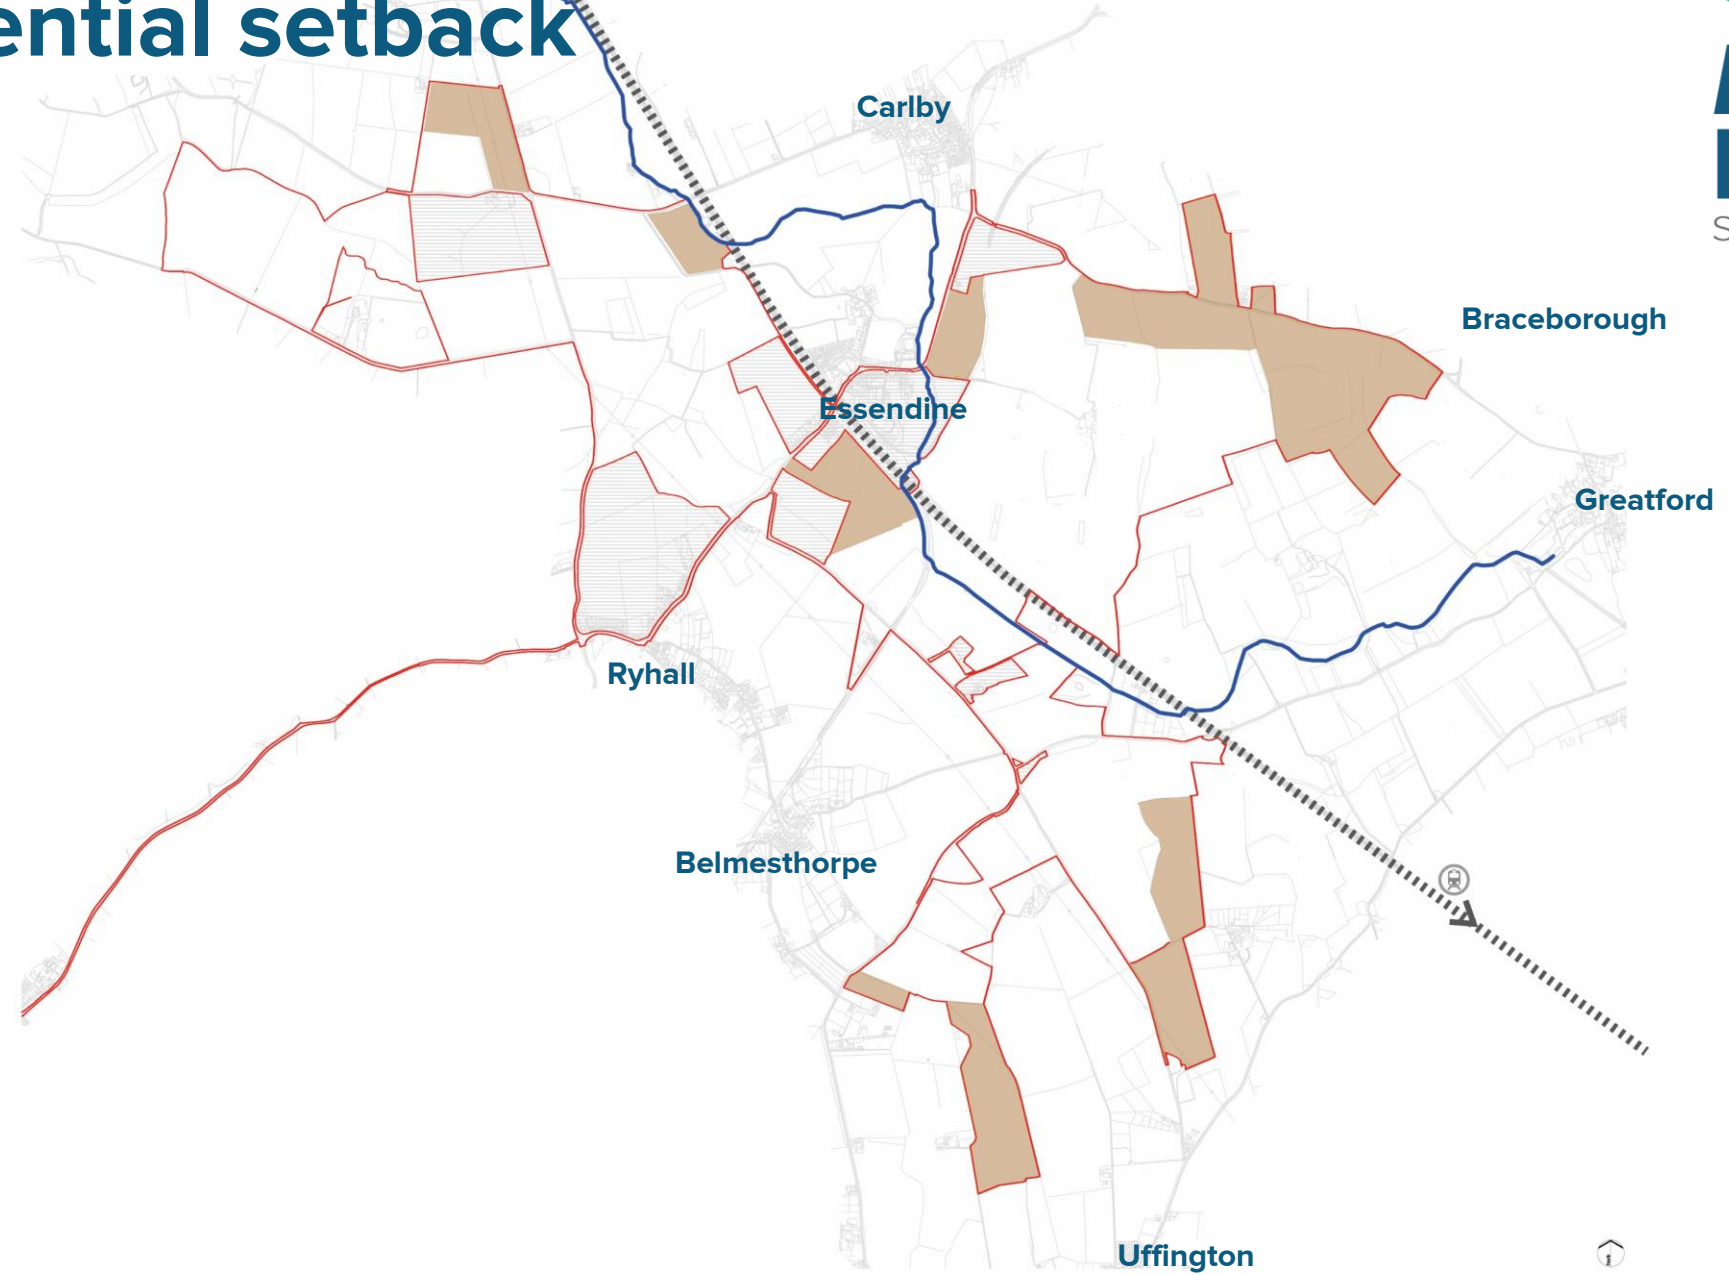 ential setback
Carlby
Braceborough
Essendine
Greatford
Ryhall
Belmesthorpe
Uffington